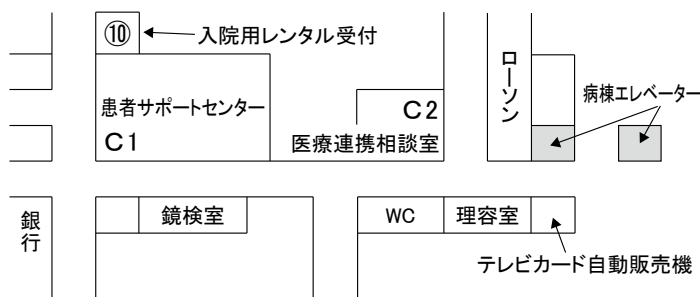 ⑩
入院用レンタル受付
ローソン
患者サポートセンター
C1
C2
医療連携相談室
病棟エレベーター
銀行
鏡検室
WC
理容室
テレビカード自動販売機